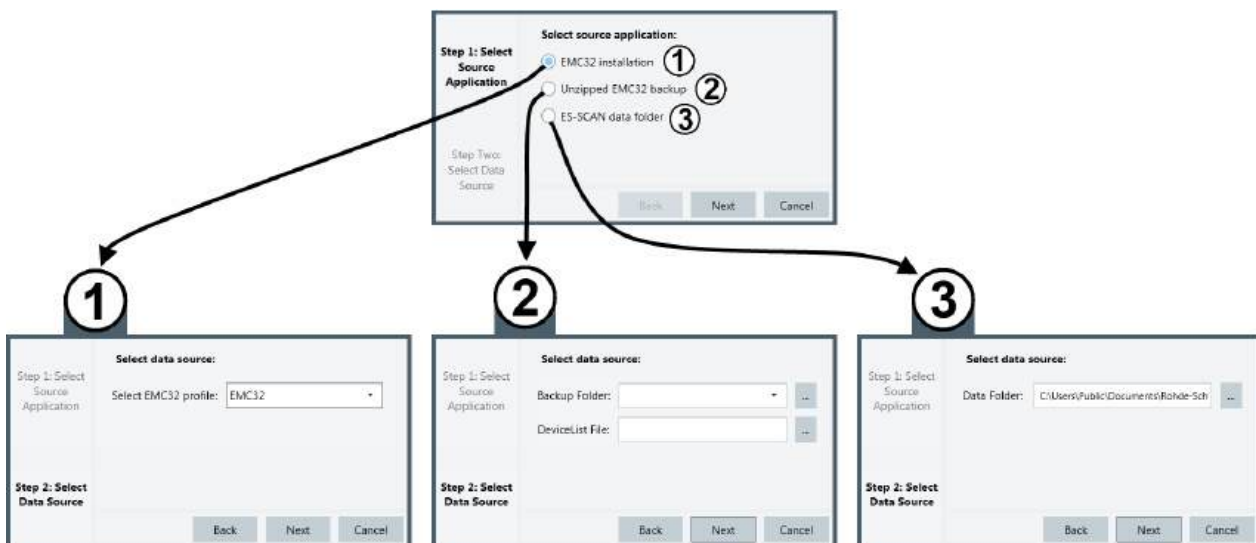 Select source application:
Step 1: Select
Source
Application
EMC32 installation 1
Unzipped EMC32 backup 2
ES-SCAN data folder 3
Step Two:
Select Data
Source
Back Next Cancel
1
2
3
Select data source:
Step 1: Select
Source
Application
Select EMC32 profile: EMC32
Step 2: Select
Data Source
Back Next Cancel
Select data source:
Step 1: Select
Source
Application
Backup Folder: ...
DeviceList File: ...
Step 2: Select
Data Source
Back Next Cancel
Select data source:
Step 1: Select
Source
Application
Data Folder: C:\Users\Public\Documents\Rohde-Sch ...
Step 2: Select
Data Source
Back Next Cancel